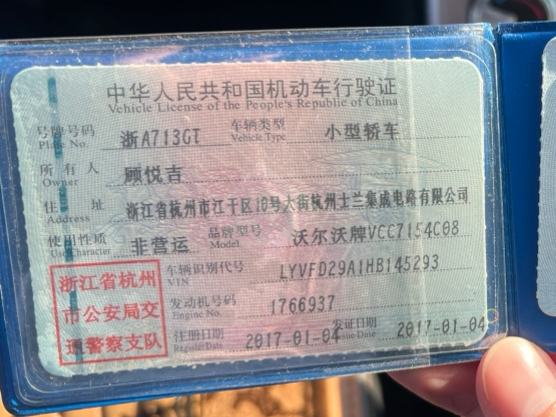 中华人民共和国机动车行驶证
Vehicle License of the People's Republic of China
号牌号码 浙A713GT 车辆类型 小型轿车
Plate No. Vehicle Type
所有人 顾悦吉
Owner
住址 浙江省杭州市江干区10号大街杭州士兰集成电路有限公司
Address
使用性质 非营运 品牌型号 沃尔沃牌VCC7154C08
Use Character Model
车辆识别代号 LYVFD29A1HB145293
VIN
发动机号码 1766937
Engine No.
注册日期 2017-01-04 发证日期 2017-01-04
Register Date Issue Date
浙江省杭州
市公安局交
通警察支队